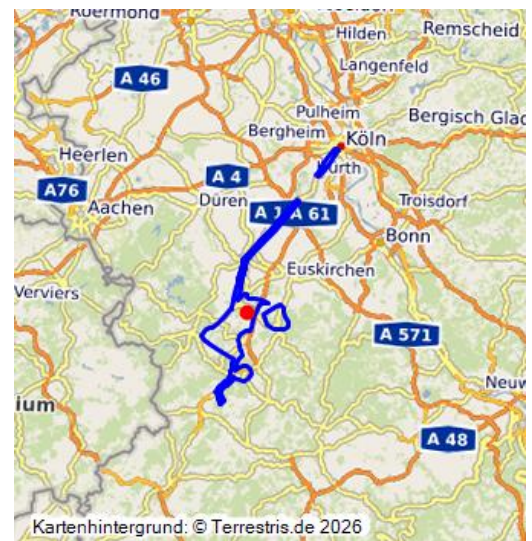 Roermond
Remscheid
Hilden
A 46
Langenfeld
Pulheim
Bergheim
Bergisch Glad
Köln
Heerlen
Hürth
A 4
A76
Düren
Troisdorf
A 1
A 61
Aachen
Bonn
Euskirchen
Verviers
A 571
Neuw
ium
A 48
Kartenhintergrund: © Terrestris.de 2026